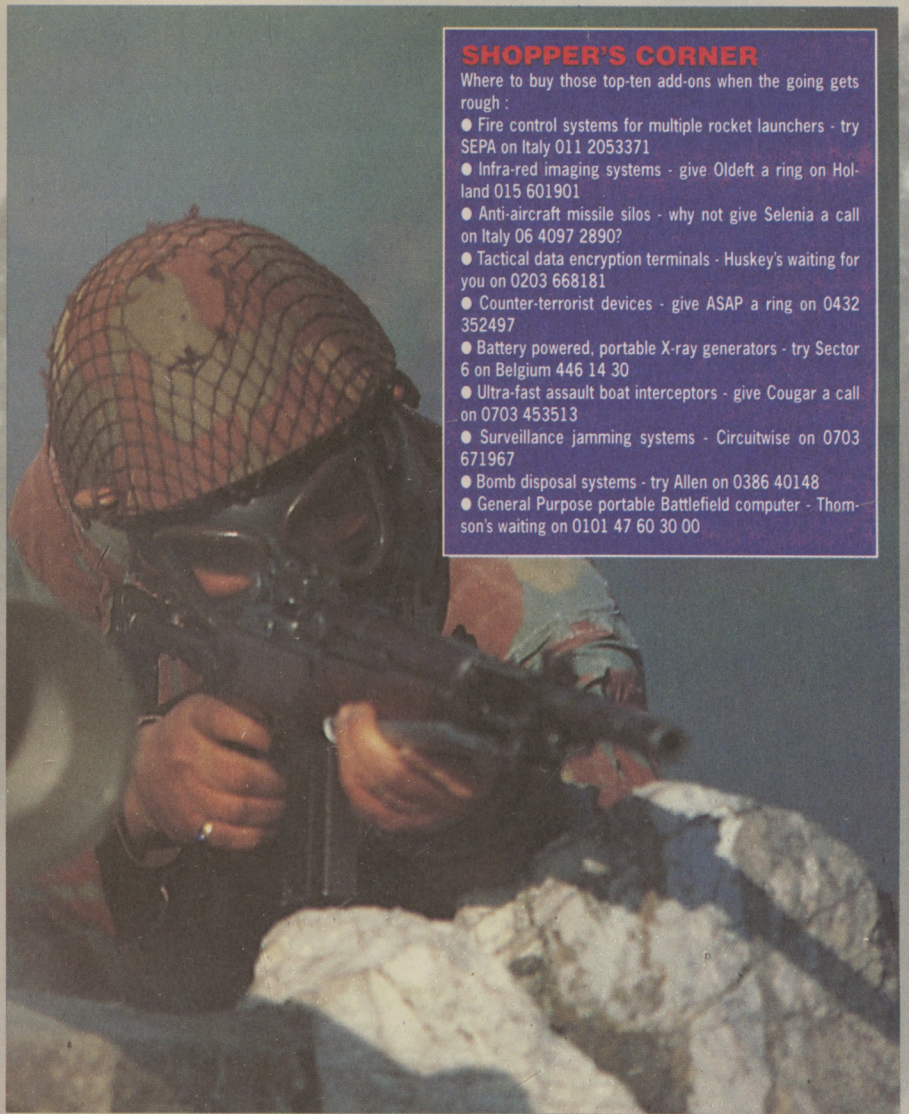 SHOPPER'S CORNER
Where to buy those top-ten add-ons when the going gets
rough :
● Fire control systems for multiple rocket launchers - try
SEPA on Italy 011 2053371
● Infra-red imaging systems - give Oldeft a ring on Hol-
land 015 601901
● Anti-aircraft missile silos - why not give Selenia a call
on Italy 06 4097 2890?
● Tactical data encryption terminals - Huskey's waiting for
you on 0203 668181
● Counter-terrorist devices - give ASAP a ring on 0432
352497
● Battery powered, portable X-ray generators - try Sector
6 on Belgium 446 14 30
● Ultra-fast assault boat interceptors - give Cougar a call
on 0703 453513
● Surveillance jamming systems - Circuitwise on 0703
671967
● Bomb disposal systems - try Allen on 0386 40148
● General Purpose portable Battlefield computer - Thom-
son's waiting on 0101 47 60 30 00